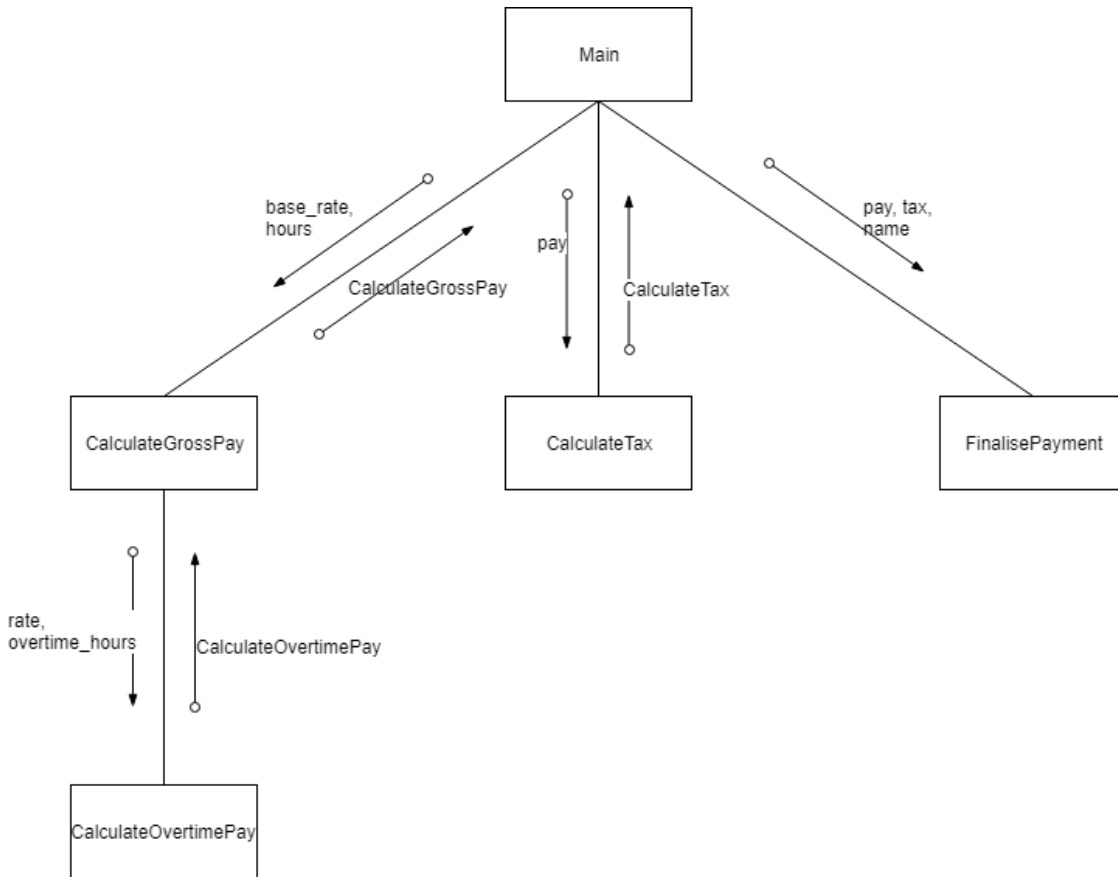 Main
base_rate,
hours
pay, tax,
name
pay
CalculateGrossPay
CalculateTax
CalculateGrossPay
CalculateTax
FinalisePayment
rate,
overtime_hours
CalculateOvertimePay
CalculateOvertimePay